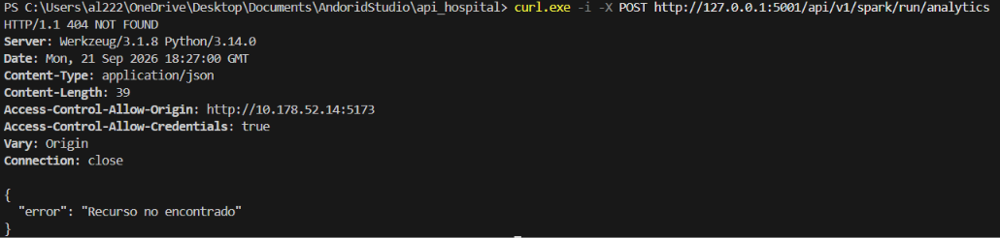 PS C:\Users\al222\OneDrive\Desktop\Documents\AndoridStudio\api_hospital> curl.exe -i -X POST http://127.0.0.1:5001/api/v1/spark/run/analytics
HTTP/1.1 404 NOT FOUND
Server: Werkzeug/3.1.8 Python/3.14.0
Date: Mon, 21 Sep 2026 18:27:00 GMT
Content-Type: application/json
Content-Length: 39
Access-Control-Allow-Origin: http://10.178.52.14:5173
Access-Control-Allow-Credentials: true
Vary: Origin
Connection: close
{
  "error": "Recurso no encontrado"
}